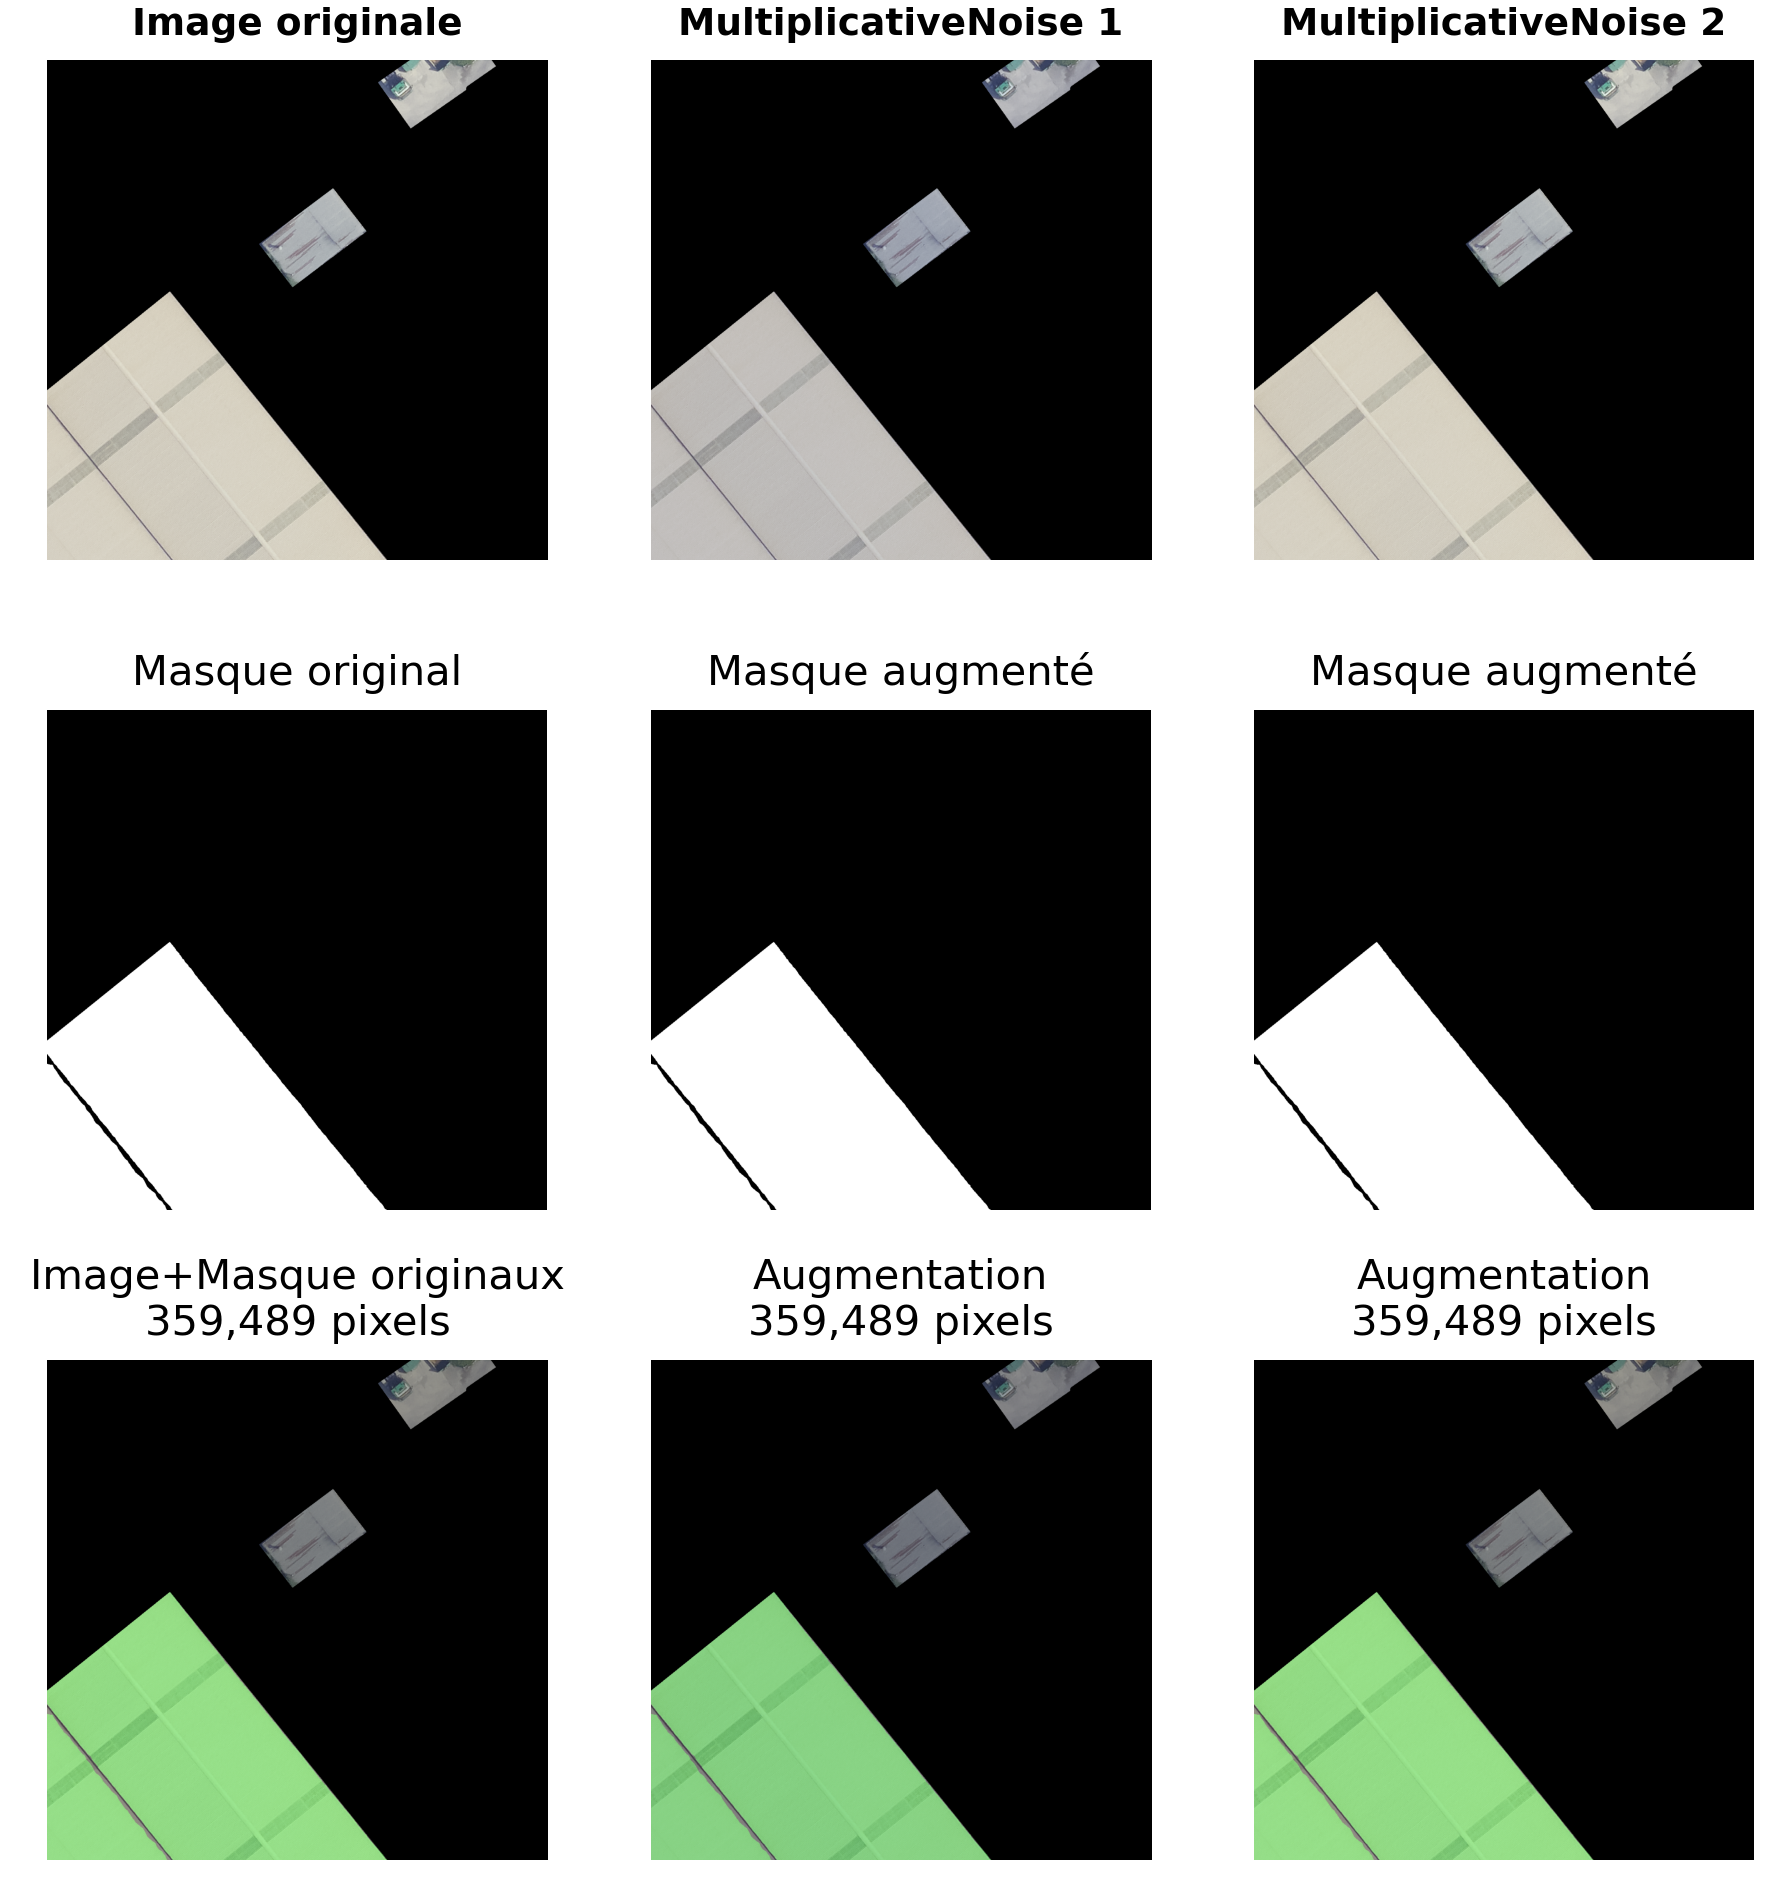 Image originale
MultiplicativeNoise 1
MultiplicativeNoise 2
Masque original
Masque augmenté
Masque augmenté
Image+Masque originaux
359,489 pixels
Augmentation
359,489 pixels
Augmentation
359,489 pixels